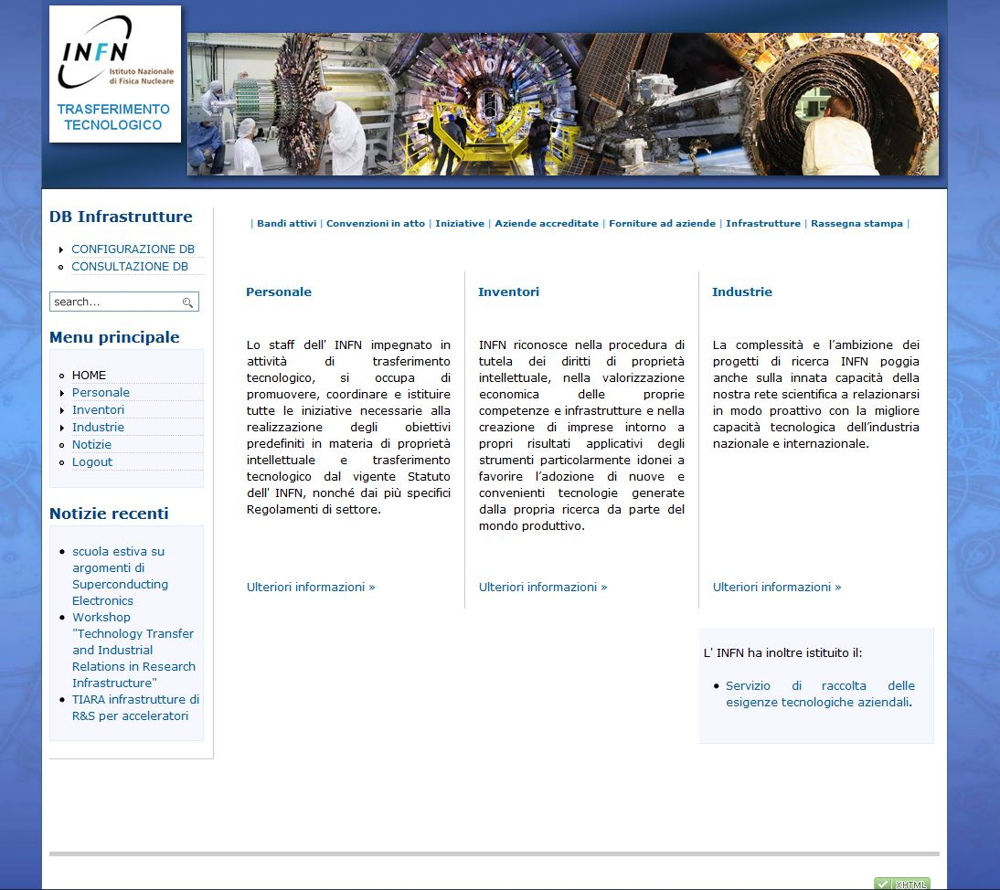 INFN
Istituto Nazionale
di Fisica Nucleare
TRASFERIMENTO
TECNOLOGICO
DB Infrastrutture
CONFIGURAZIONE DB
CONSULTAZIONE DB
search...
Menu principale
HOME
Personale
Inventori
Industrie
Notizie
Logout
Notizie recenti
scuola estiva su
argomenti di
Superconducting
Electronics
Workshop
"Technology Transfer
and Industrial
Relations in Research
Infrastructure"
TIARA infrastrutture di
R&S per acceleratori
| Bandi attivi | Convenzioni in atto | Iniziative | Aziende accreditate | Forniture ad aziende | Infrastrutture | Rassegna stampa |
Personale
Lo staff dell' INFN impegnato in
attività di trasferimento
tecnologico, si occupa di
promuovere, coordinare e istituire
tutte le iniziative necessarie alla
realizzazione degli obiettivi
predefiniti in materia di proprietà
intellettuale e trasferimento
tecnologico dal vigente Statuto
dell' INFN, nonché dai più specifici
Regolamenti di settore.
Ulteriori informazioni »
Inventori
INFN riconosce nella procedura di
tutela dei diritti di proprietà
intellettuale, nella valorizzazione
economica delle proprie
competenze e infrastrutture e nella
creazione di imprese intorno a
propri risultati applicativi degli
strumenti particolarmente idonei a
favorire l’adozione di nuove e
convenienti tecnologie generate
dalla propria ricerca da parte del
mondo produttivo.
Ulteriori informazioni »
Industrie
La complessità e l’ambizione dei
progetti di ricerca INFN poggia
anche sulla innata capacità della
nostra rete scientifica a relazionarsi
in modo proattivo con la migliore
capacità tecnologica dell’industria
nazionale e internazionale.
Ulteriori informazioni »
L' INFN ha inoltre istituito il:
Servizio di raccolta delle
esigenze tecnologiche aziendali.
XHTML